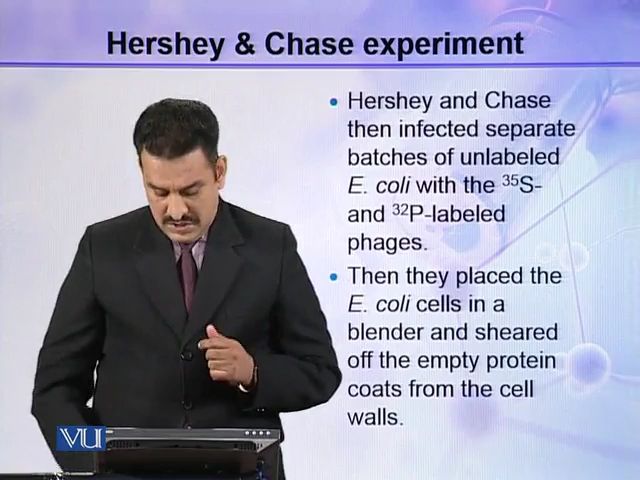 Hershey & Chase experiment
• Hershey and Chase
then infected separate
batches of unlabeled
E. coli with the ³⁵S-
and ³²P-labeled
phages.
• Then they placed the
E. coli cells in a
blender and sheared
off the empty protein
coats from the cell
walls.
VU